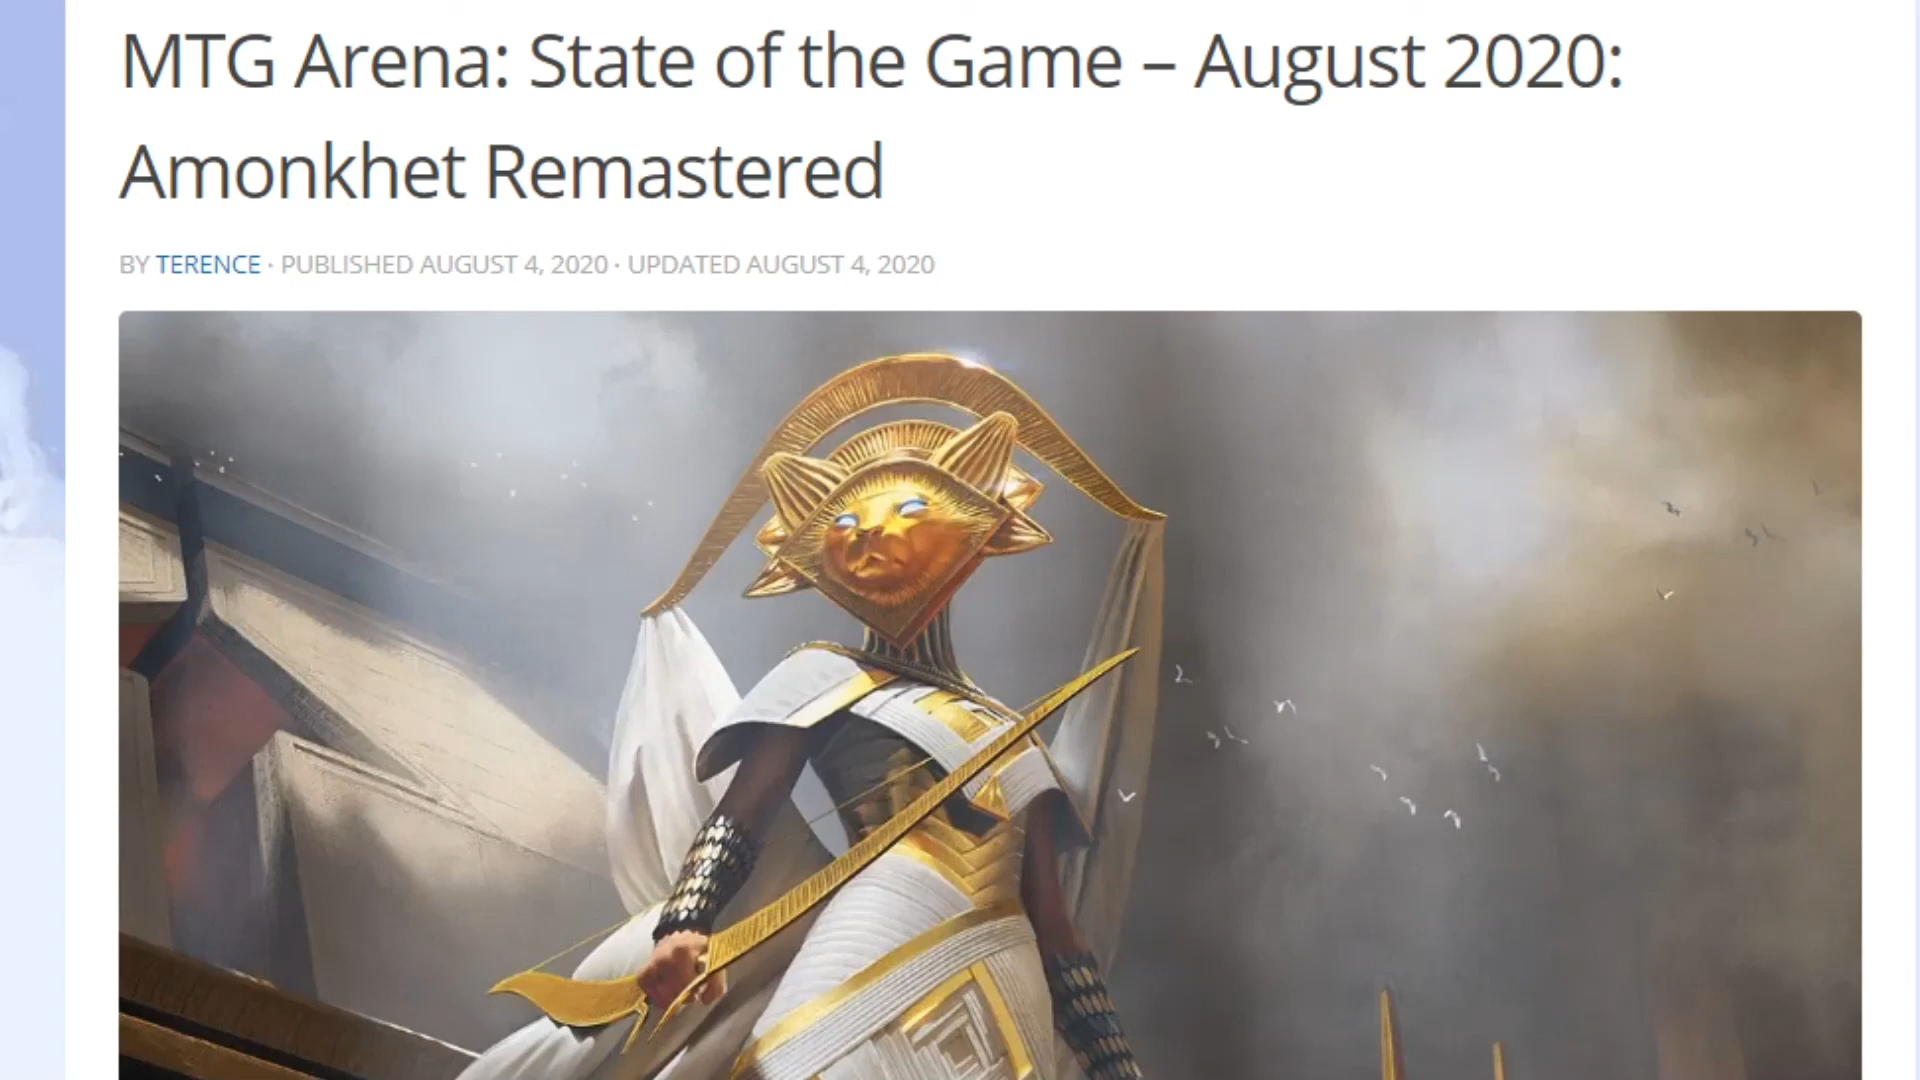 MTG Arena: State of the Game – August 2020:
Amonkhet Remastered
BY TERENCE · PUBLISHED AUGUST 4, 2020 · UPDATED AUGUST 4, 2020